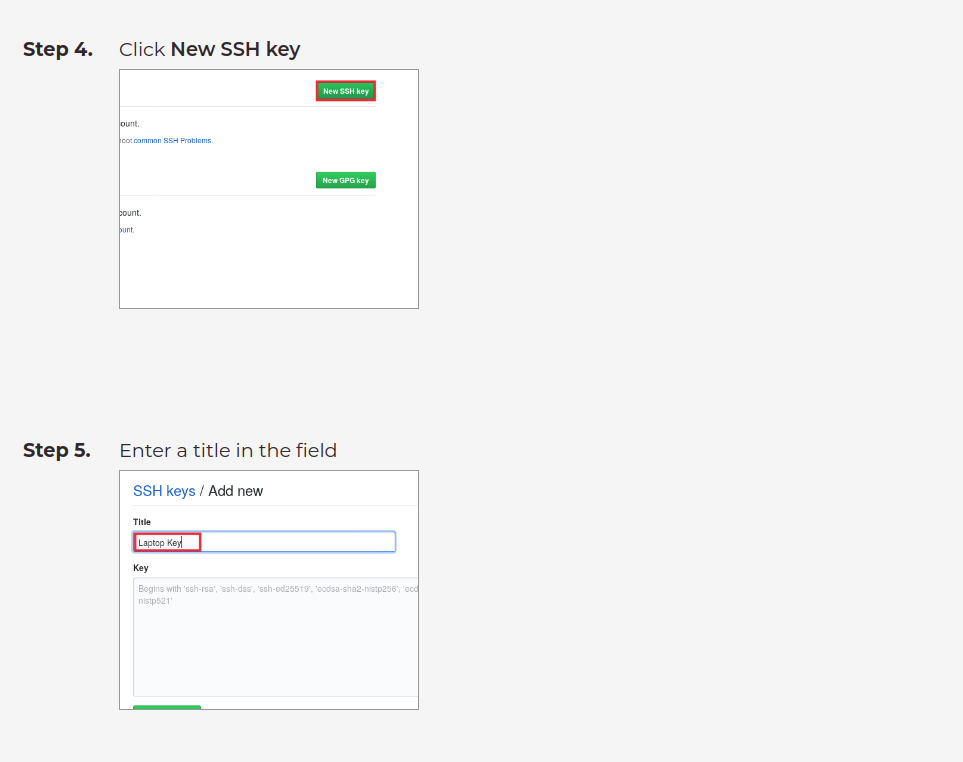 Step 4. Click New SSH key
New SSH key
ount.
oot common SSH Problems.
New GPG key
count.
ount.
Step 5. Enter a title in the field
SSH keys / Add new
Title
Laptop Key
Key
Begins with 'ssh-rsa', 'ssh-dss', 'ssh-ed25519', 'ecdsa-sha2-nistp256', 'ecd
nistp521'